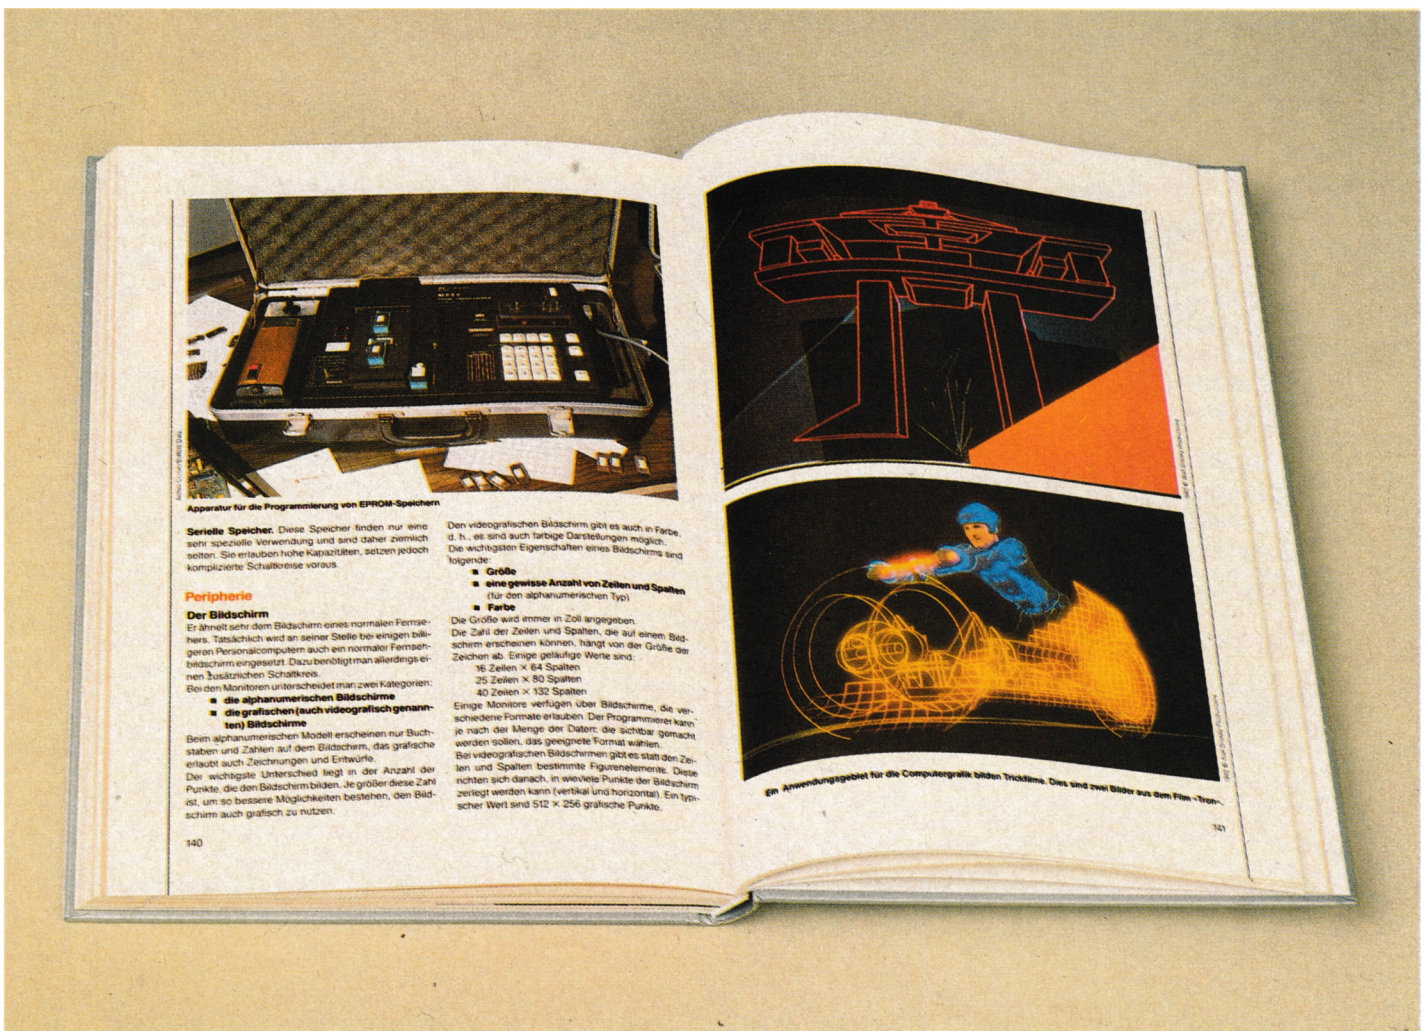 Apparatur für die Programmierung von EPROM-Speichern
Serielle Speicher. Diese Speicher finden nur eine
sehr spezielle Verwendung und sind daher ziemlich
selten. Sie erlauben hohe Kapazitäten, setzen jedoch
komplizierte Schaltkreise voraus.
Peripherie
Der Bildschirm
Er ähnelt sehr dem Bildschirm eines normalen Fernse-
hers. Tatsächlich wird an seiner Stelle bei einigen billi-
geren Personalcomputern auch ein normaler Fernseh-
bildschirm eingesetzt. Dazu benötigt man allerdings ei-
nen zusätzlichen Schaltkreis.
Bei den Monitoren unterscheidet man zwei Kategorien:
■ die alphanumerischen Bildschirme
■ die grafischen (auch videografisch genann-
ten) Bildschirme
Beim alphanumerischen Modell erscheinen nur Buch-
staben und Zahlen auf dem Bildschirm, das grafische
erlaubt auch Zeichnungen und Entwürfe.
Der wichtigste Unterschied liegt in der Anzahl der
Punkte, die den Bildschirm bilden. Je größer diese Zahl
ist, um so bessere Möglichkeiten bestehen, den Bild-
schirm auch grafisch zu nutzen.
140
Den videografischen Bildschirm gibt es auch in Farbe,
d. h., es sind auch farbige Darstellungen möglich.
Die wichtigsten Eigenschaften eines Bildschirms sind
folgende:
■ Größe
■ eine gewisse Anzahl von Zeilen und Spalten
(für den alphanumerischen Typ)
■ Farbe
Die Größe wird immer in Zoll angegeben.
Die Zahl der Zeilen und Spalten, die auf einem Bild-
schirm erscheinen können, hängt von der Größe der
Zeichen ab. Einige geläufige Werte sind:
16 Zeilen × 64 Spalten
25 Zeilen × 80 Spalten
40 Zeilen × 132 Spalten
Einige Monitore verfügen über Bildschirme, die ver-
schiedene Formate erlauben. Der Programmierer kann
je nach der Menge der Daten, die sichtbar gemacht
werden sollen, das geeignete Format wählen.
Bei videografischen Bildschirmen gibt es statt den Zei-
len und Spalten bestimmte Figurenelemente. Diese
richten sich danach, in wieviele Punkte der Bildschirm
zerlegt werden kann (vertikal und horizontal). Ein typi-
scher Wert sind 512 × 256 grafische Punkte.
Ein Anwendungsgebiet für die Computergrafik bilden Trickfilme. Dies sind zwei Bilder aus dem Film »Tron«.
141